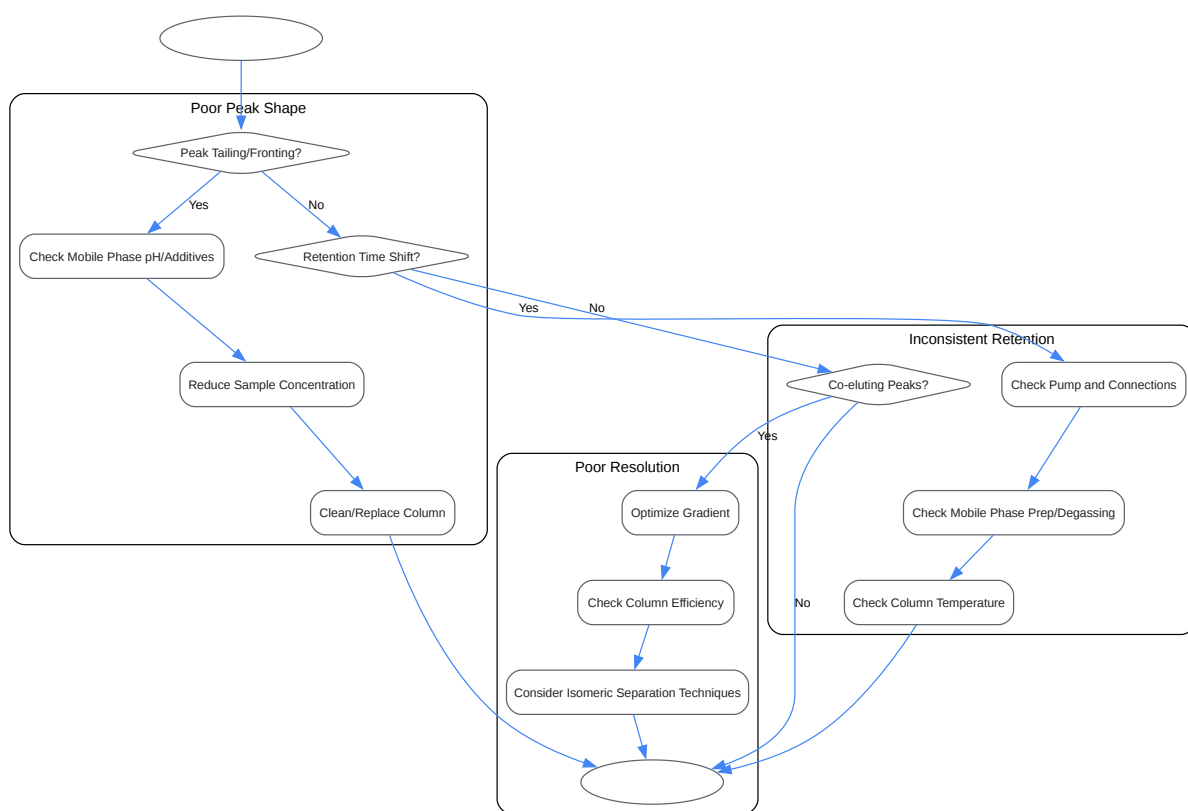 Poor Peak Shape
Peak Tailing/Fronting?
Yes
No
Check Mobile Phase pH/Additives
Retention Time Shift?
Yes
No
Inconsistent Retention
Reduce Sample Concentration
Co-eluting Peaks?
Check Pump and Connections
Yes
Poor Resolution
Clean/Replace Column
Optimize Gradient
Check Mobile Phase Prep/Degassing
Check Column Efficiency
No
Check Column Temperature
Consider Isomeric Separation Techniques